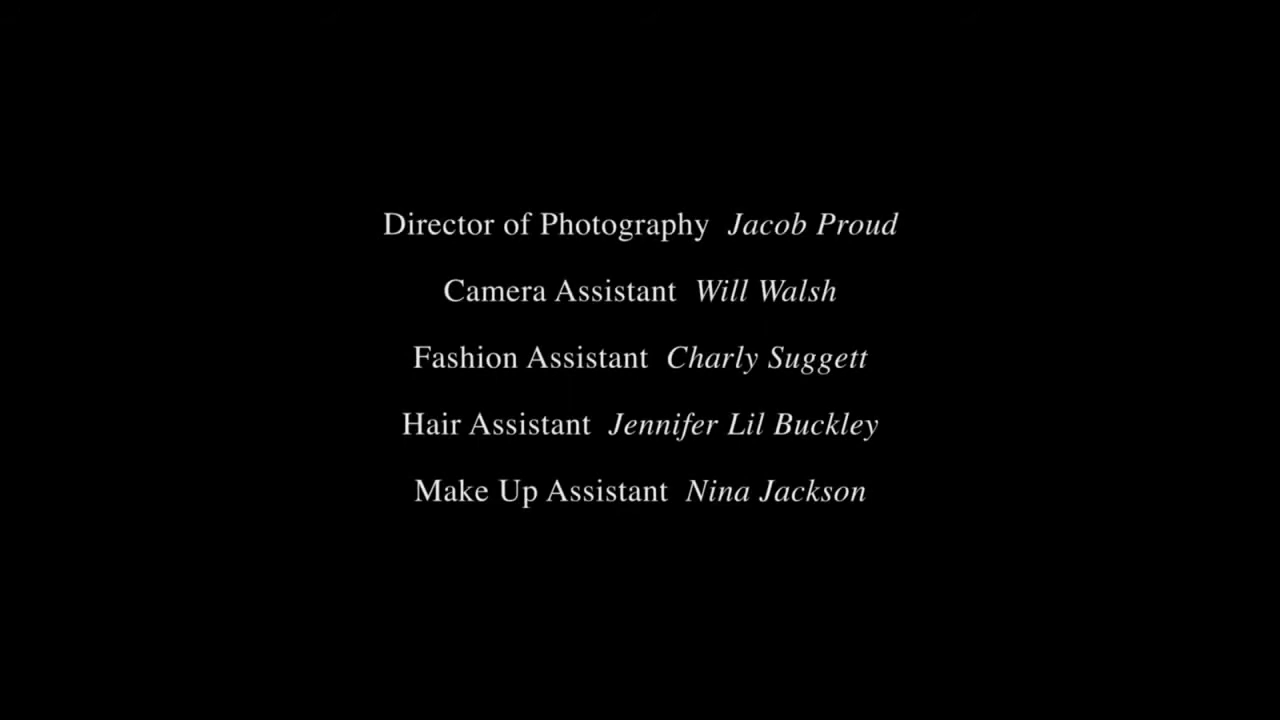 Director of Photography Jacob Proud
Camera Assistant Will Walsh
Fashion Assistant Charly Suggett
Hair Assistant Jennifer Lil Buckley
Make Up Assistant Nina Jackson